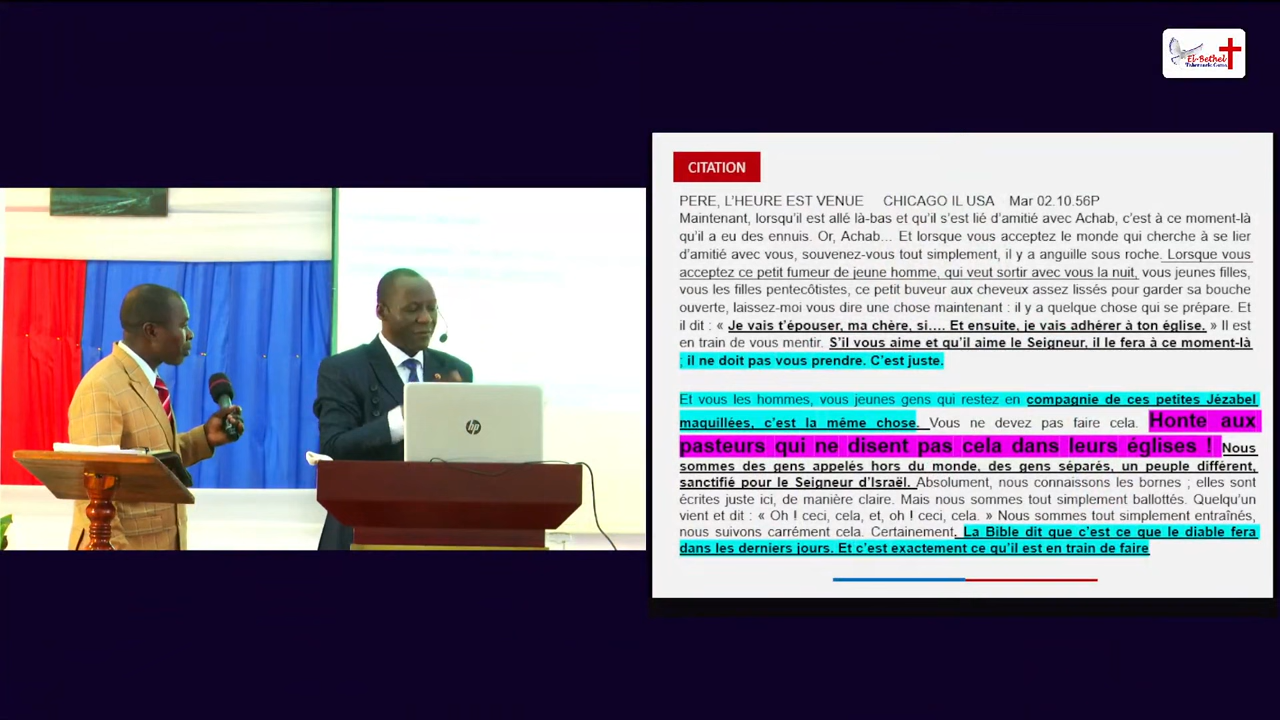 El-Bethel
CITATION
PERE, L'HEURE EST VENUE CHICAGO IL USA Mar 02.10.56P
Maintenant, lorsqu'il est allé là-bas et qu'il s'est lié d'amitié avec Achab, c'est à ce moment-là
qu'il a eu des ennuis. Or, Achab... Et lorsque vous acceptez le monde qui cherche à se lier
d'amitié avec vous, souvenez-vous tout simplement, il y a anguille sous roche. Lorsque vous
acceptez ce petit fumeur de jeune homme, qui veut sortir avec vous la nuit, vous jeunes filles,
vous les filles pentecôtistes, ce petit buveur aux cheveux assez lissés pour garder sa bouche
ouverte, laissez-moi vous dire une chose maintenant : il y a quelque chose qui se prépare. Et
il dit : « Je vais t'épouser, ma chère, si.... Et ensuite, je vais adhérer à ton église. » Il est
en train de vous mentir. S'il vous aime et qu'il aime le Seigneur, il le fera à ce moment-là
; il ne doit pas vous prendre. C'est juste.
Et vous les hommes, vous jeunes gens qui restez en compagnie de ces petites Jézabel
maquillées, c'est la même chose. Vous ne devez pas faire cela. Honte aux
pasteurs qui ne disent pas cela dans leurs églises ! Nous
sommes des gens appelés hors du monde, des gens séparés, un peuple différent,
sanctifié pour le Seigneur d'Israël. Absolument, nous connaissons les bornes ; elles sont
écrites juste ici, de manière claire. Mais nous sommes tout simplement ballottés. Quelqu'un
vient et dit : « Oh ! ceci, cela, et, oh ! ceci, cela. » Nous sommes tout simplement entraînés,
nous suivons carrément cela. Certainement. La Bible dit que c'est ce que le diable fera
dans les derniers jours. Et c'est exactement ce qu'il est en train de faire
hp